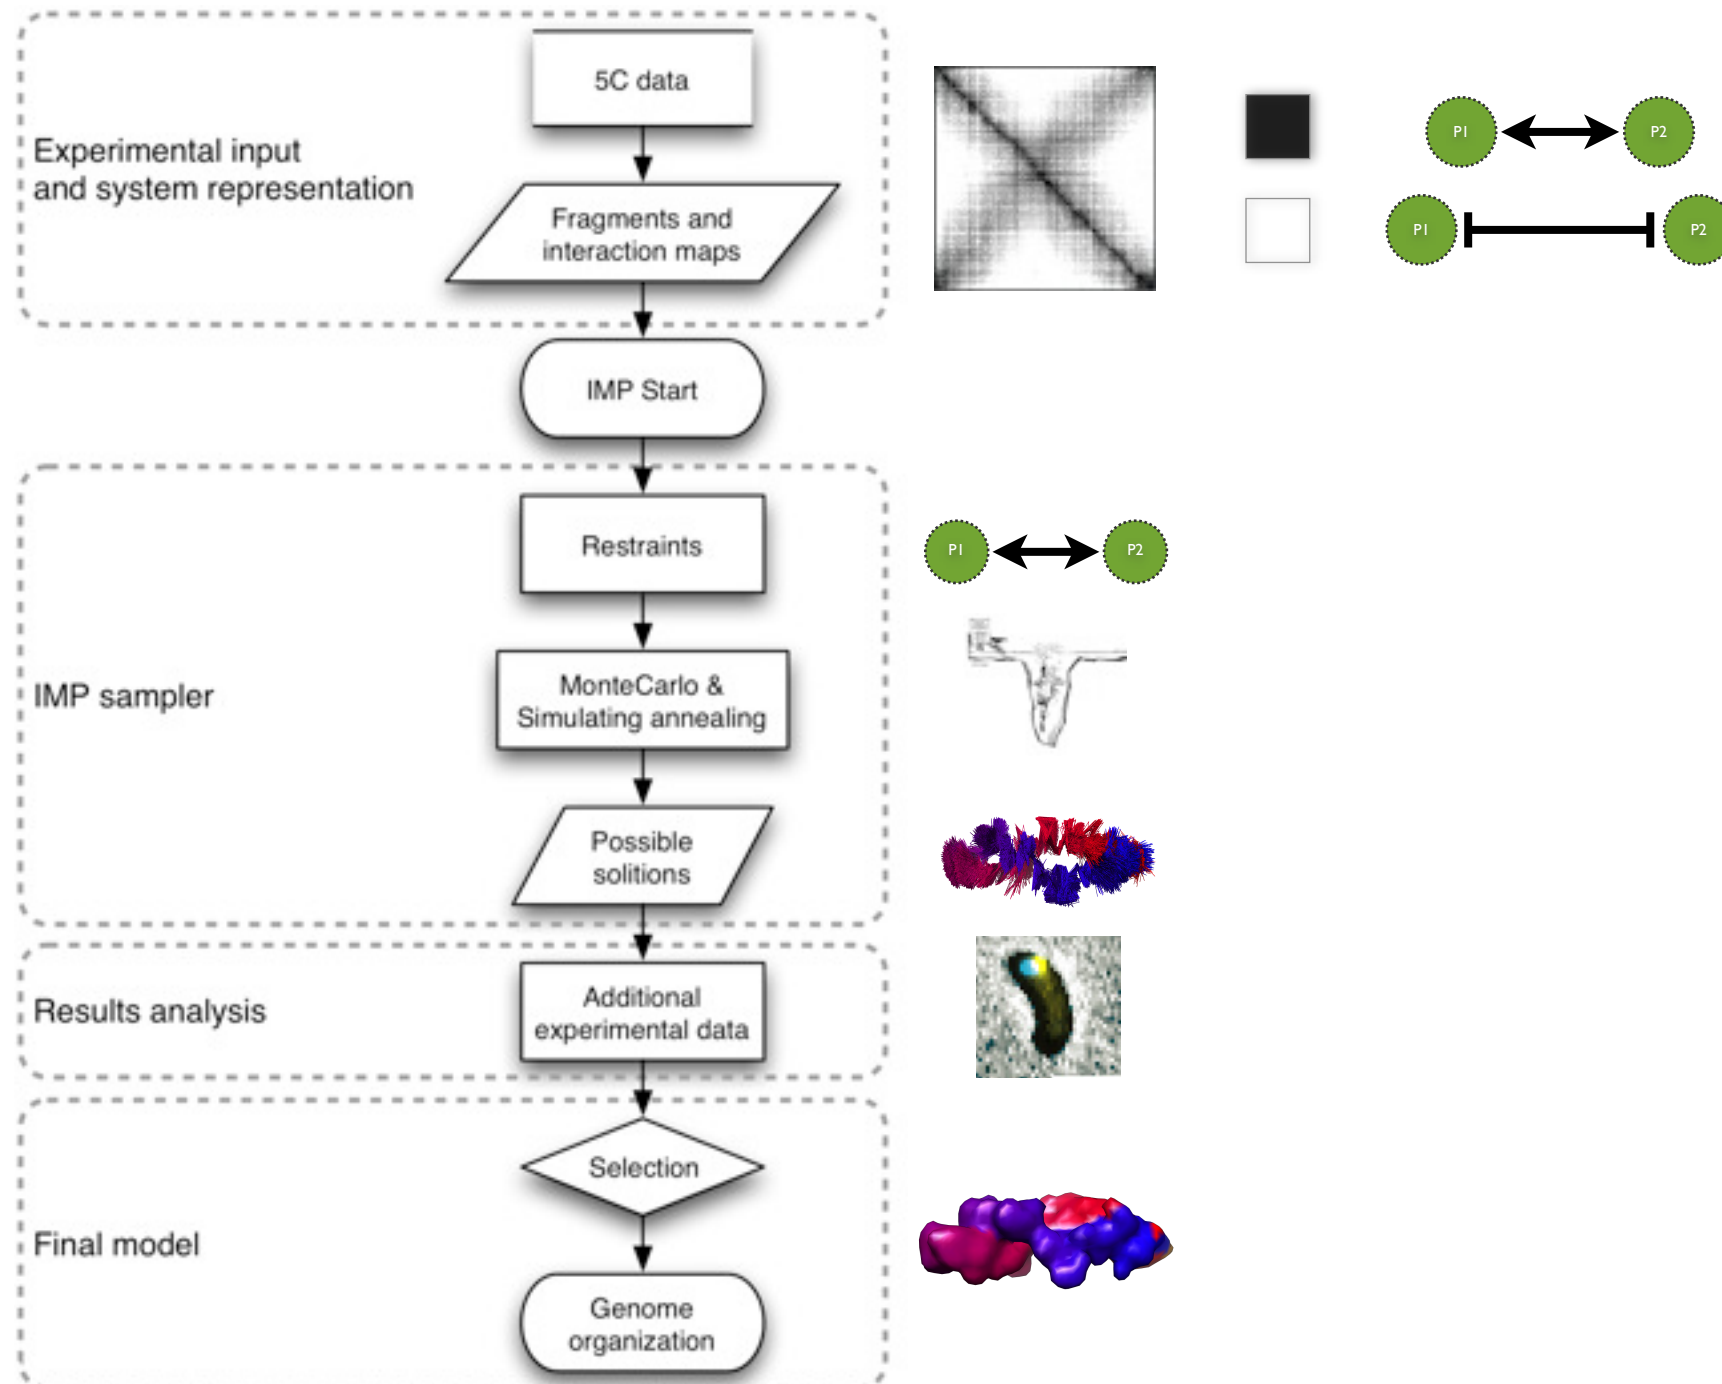 5C data
Experimental input
and system representation
Fragments and
interaction maps
P1
P2
P1
P2
IMP Start
Restraints
P1
P2
IMP sampler
MonteCarlo &
Simulating annealing
Possible
solitions
Results analysis
Additional
experimental data
Selection
Final model
Genome
organization